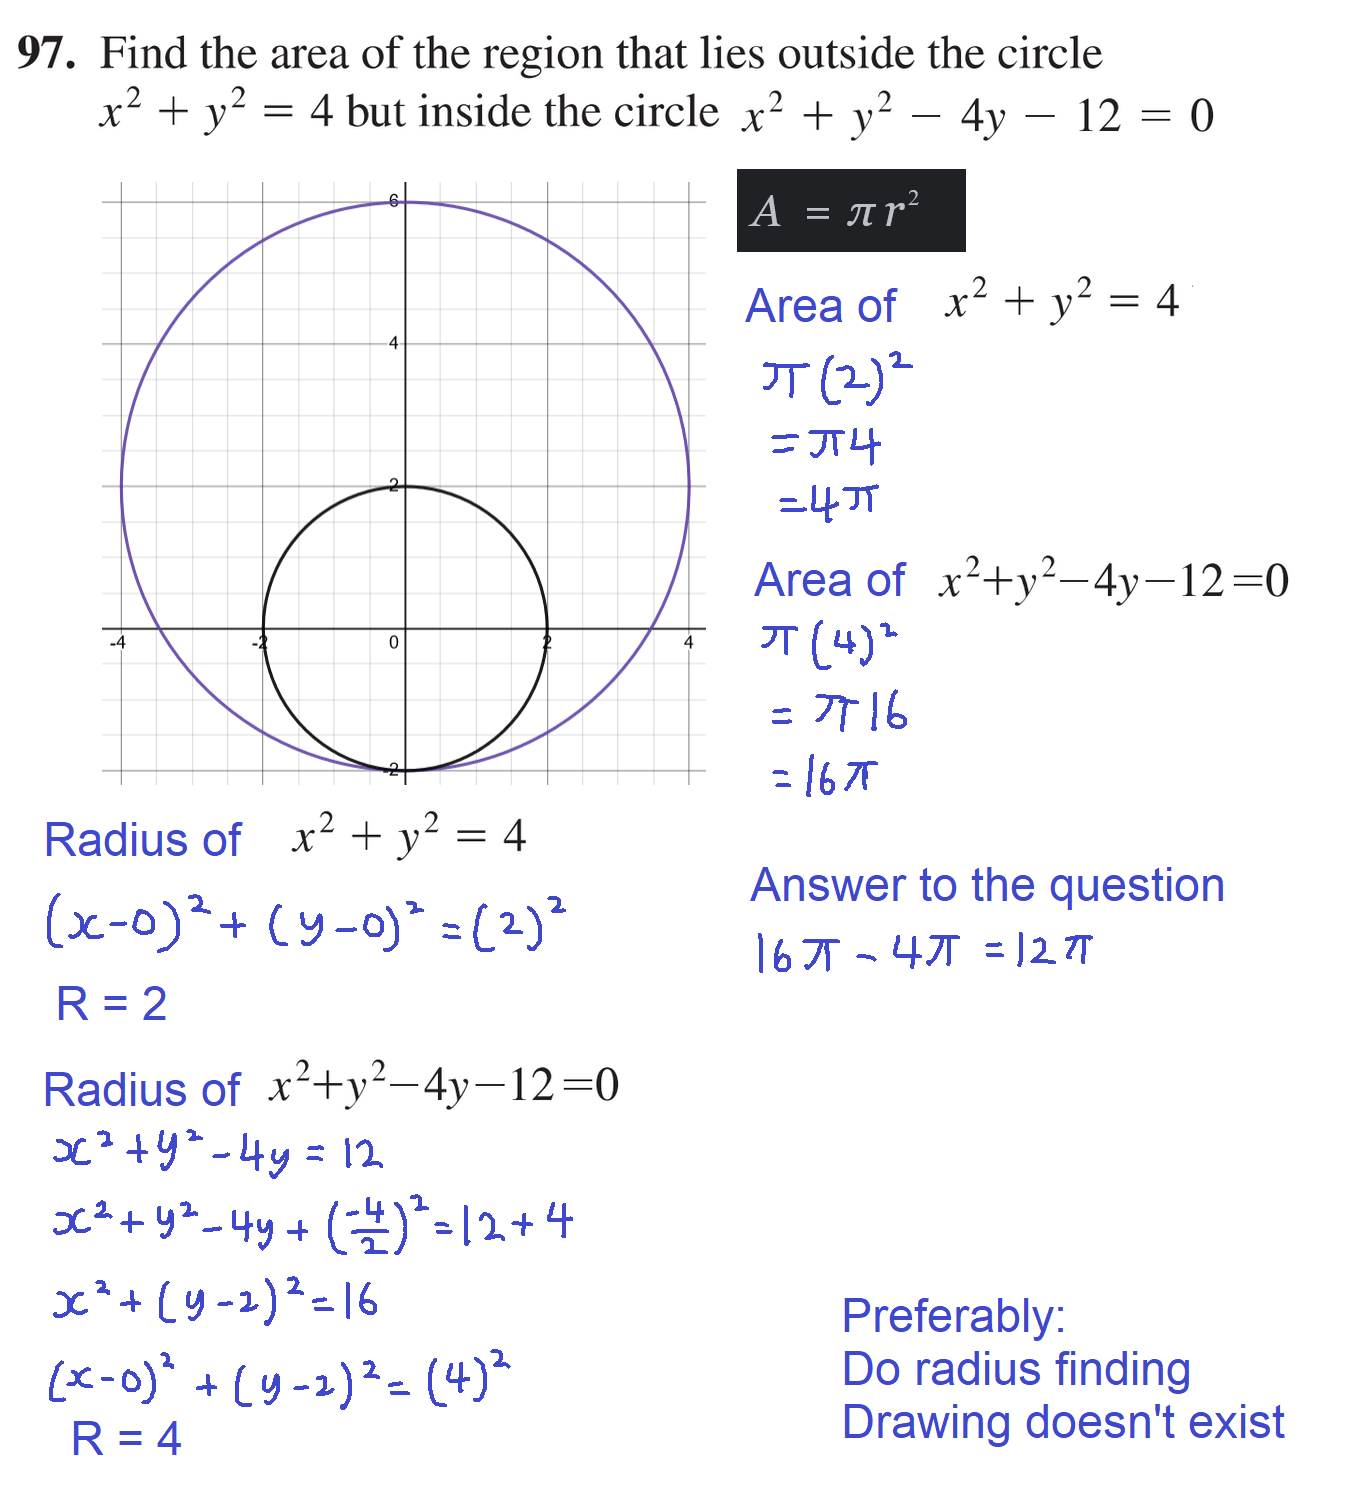 97. Find the area of the region that lies outside the circle
x² + y² = 4 but inside the circle x² + y² − 4y − 12 = 0
6
4
2
-4 -2 0 2 4
-2
A = πr²
Area of x² + y² = 4
π(2)²
=π4
=4π
Area of x²+y²−4y−12=0
π(4)²
= π16
=16π
Radius of x² + y² = 4
(x-0)²+(y-0)²=(2)²
R = 2
Radius of x²+y²−4y−12=0
x²+y²-4y=12
x²+y²-4y+(-4/2)²=12+4
x²+(y-2)²=16
(x-0)²+(y-2)²=(4)²
R = 4
Answer to the question
16π-4π=12π
Preferably:
Do radius finding
Drawing doesn't exist